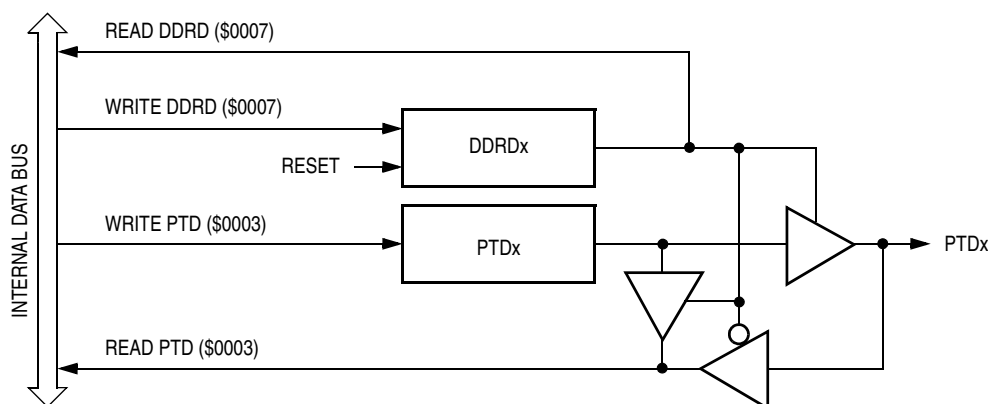 READ DDRD ($0007)
WRITE DDRD ($0007)
DDRDx
RESET
INTERNAL DATA BUS
WRITE PTD ($0003)
PTDx
PTDx
READ PTD ($0003)